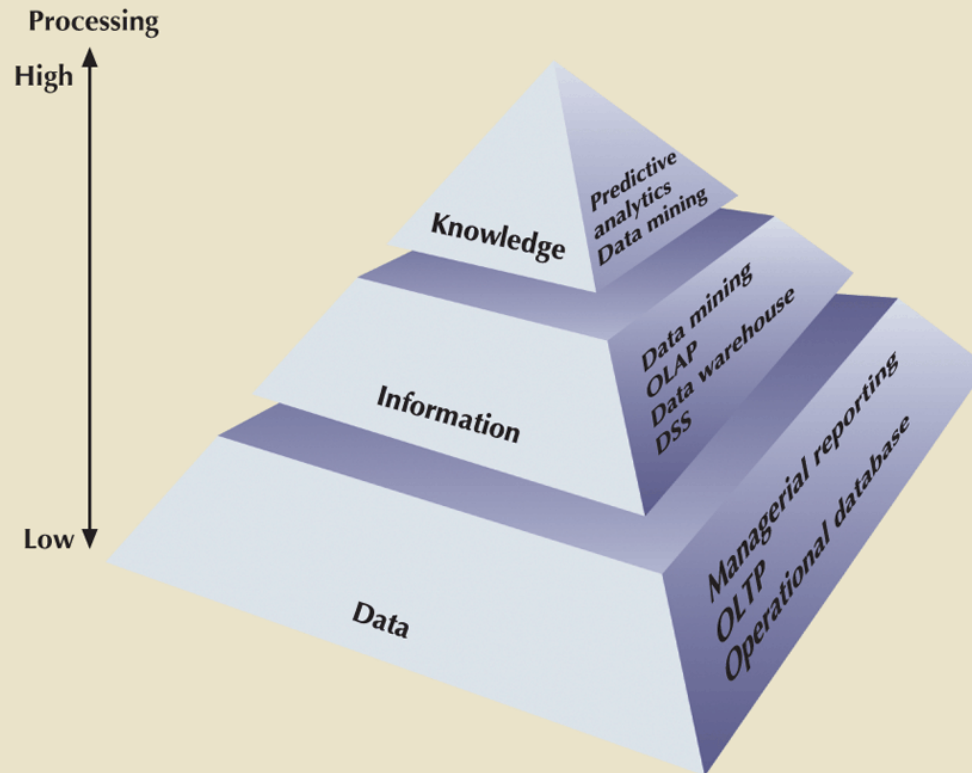 Processing
High
Low
Knowledge
Predictive
analytics
Data mining
Information
Data mining
OLAP
Data warehouse
DSS
Data
Managerial reporting
OLTP
Operational database